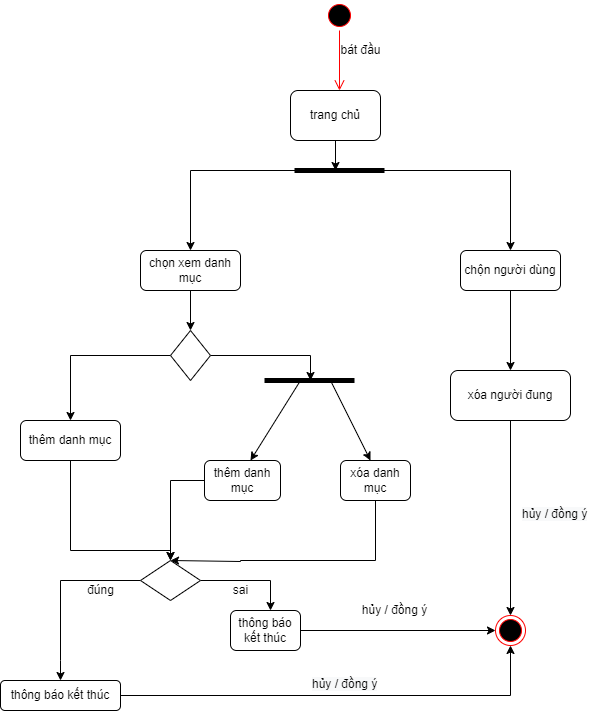 bát đầu
trang chủ
chọn xem danh
mục
chộn người dùng
xóa người đung
thêm danh mục
thêm danh
mục
xóa danh
mục
hủy / đồng ý
đúng
sai
thông báo
kết thúc
hủy / đồng ý
thông báo kết thúc
hủy / đồng ý